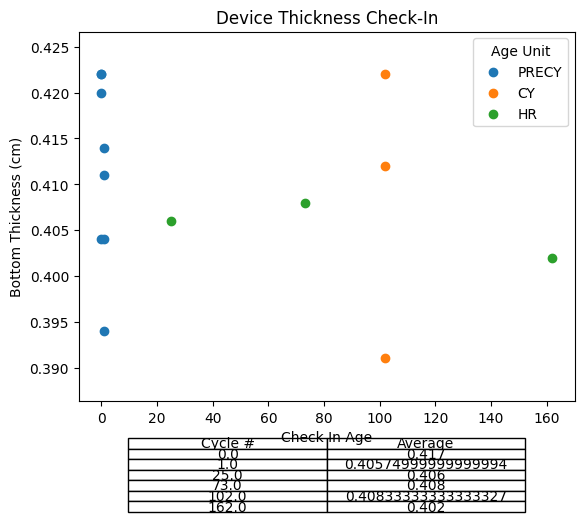 Device Thickness Check-In
Bottom Thickness (cm)
0.425
0.420
0.415
0.410
0.405
0.400
0.395
0.390
Age Unit
PRECY
CY
HR
0 20 40 60 80 100 120 140 160
Check In Age
Cycle # Average
0.0 0.417
1.0 0.40574999999999994
25.0 0.406
73.0 0.408
102.0 0.40833333333333327
162.0 0.402